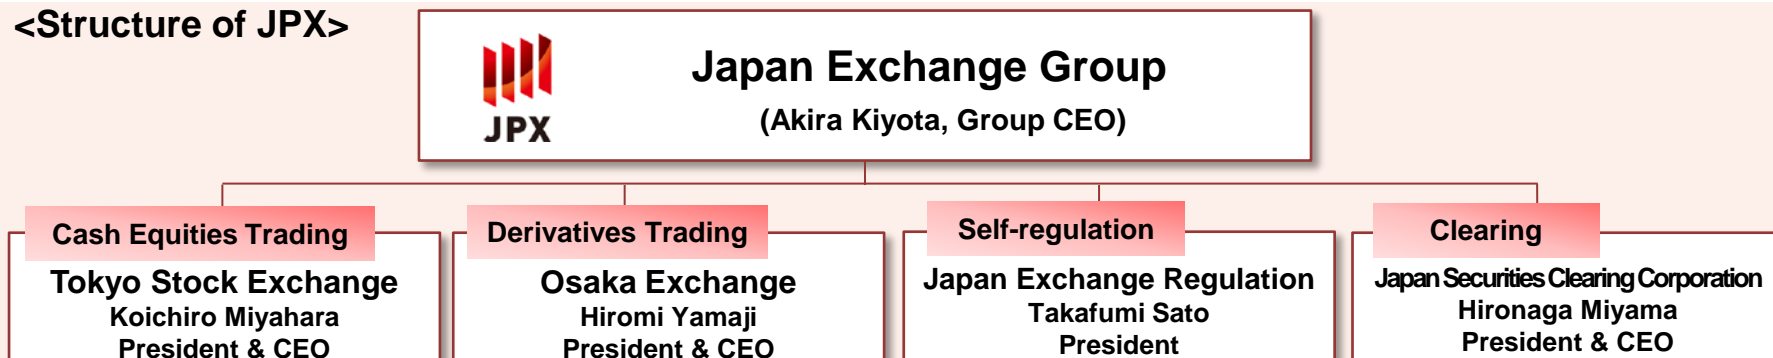 <Structure of JPX>
JPX
Japan Exchange Group
(Akira Kiyota, Group CEO)
Cash Equities Trading
Tokyo Stock Exchange
Koichiro Miyahara
President & CEO
Derivatives Trading
Osaka Exchange
Hiromi Yamaji
President & CEO
Self-regulation
Japan Exchange Regulation
Takafumi Sato
President
Clearing
Japan Securities Clearing Corporation
Hironaga Miyama
President & CEO